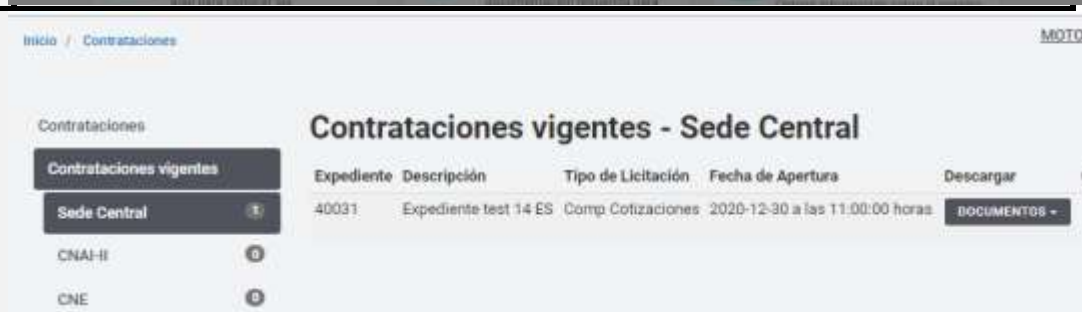 Inicio / Contrataciones
MOTO
Contrataciones
Contrataciones vigentes
Sede Central 1
CNAI-II 0
CNE 0
Contrataciones vigentes - Sede Central
Expediente Descripción Tipo de Licitación Fecha de Apertura Descargar
40031 Expediente test 14 ES Comp Cotizaciones 2020-12-30 a las 11:00:00 horas DOCUMENTOS